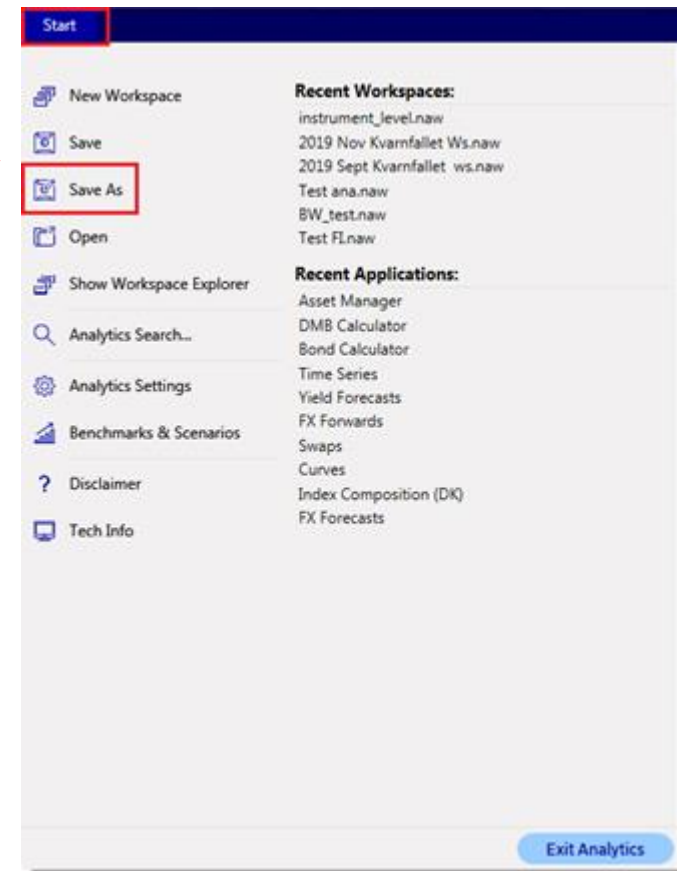 Start
New Workspace
Save
Save As
Open
Show Workspace Explorer
Analytics Search...
Analytics Settings
Benchmarks & Scenarios
? Disclaimer
Tech Info
Recent Workspaces:
instrument_level.naw
2019 Nov Kvarnfallet Ws.naw
2019 Sept Kvarnfallet ws.naw
Test ana.naw
BW_test.naw
Test FI.naw
Recent Applications:
Asset Manager
DMB Calculator
Bond Calculator
Time Series
Yield Forecasts
FX Forwards
Swaps
Curves
Index Composition (DK)
FX Forecasts
Exit Analytics